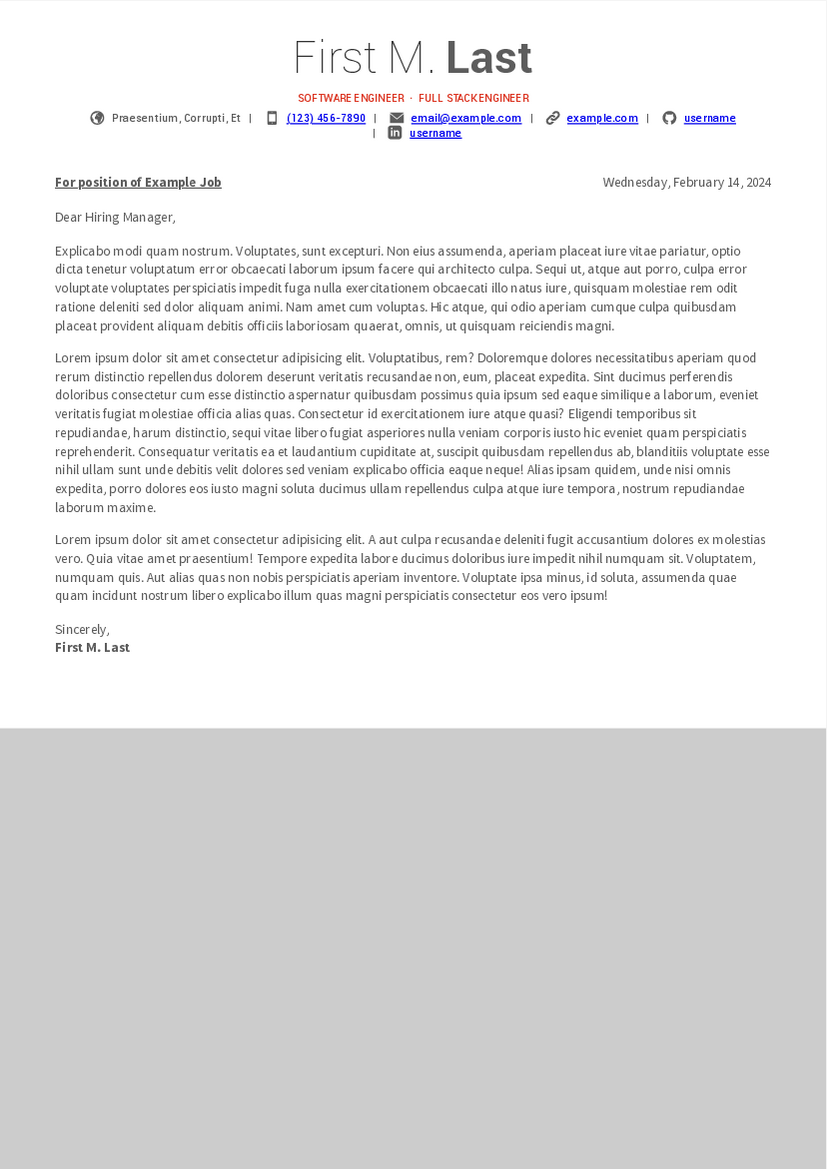 First M. Last
SOFTWARE ENGINEER · FULL STACK ENGINEER
Praesentium, Corrupti, Et | (123) 456-7890 | email@example.com | example.com | username
| username
For position of Example Job Wednesday, February 14, 2024
Dear Hiring Manager,
Explicabo modi quam nostrum. Voluptates, sunt excepturi. Non eius assumenda, aperiam placeat iure vitae pariatur, optio
dicta tenetur voluptatum error obcaecati laborum ipsum facere qui architecto culpa. Sequi ut, atque aut porro, culpa error
voluptate voluptates perspiciatis impedit fuga nulla exercitationem obcaecati illo natus iure, quisquam molestiae rem odit
ratione deleniti sed dolor aliquam animi. Nam amet cum voluptas. Hic atque, qui odio aperiam cumque culpa quibusdam
placeat provident aliquam debitis officiis laboriosam quaerat, omnis, ut quisquam reiciendis magni.
Lorem ipsum dolor sit amet consectetur adipisicing elit. Voluptatibus, rem? Doloremque dolores necessitatibus aperiam quod
rerum distinctio repellendus dolorem deserunt veritatis recusandae non, eum, placeat expedita. Sint ducimus perferendis
doloribus consectetur cum esse distinctio aspernatur quibusdam possimus quia ipsum sed eaque similique a laborum, eveniet
veritatis fugiat molestiae officia alias quas. Consectetur id exercitationem iure atque quasi? Eligendi temporibus sit
repudiandae, harum distinctio, sequi vitae libero fugiat asperiores nulla veniam corporis iusto hic eveniet quam perspiciatis
reprehenderit. Consequatur veritatis ea et laudantium cupiditate at, suscipit quibusdam repellendus ab, blanditiis voluptate esse
nihil ullam sunt unde debitis velit dolores sed veniam explicabo officia eaque neque! Alias ipsam quidem, unde nisi omnis
expedita, porro dolores eos iusto magni soluta ducimus ullam repellendus culpa atque iure tempora, nostrum repudiandae
laborum maxime.
Lorem ipsum dolor sit amet consectetur adipisicing elit. A aut culpa recusandae deleniti fugit accusantium dolores ex molestias
vero. Quia vitae amet praesentium! Tempore expedita labore ducimus doloribus iure impedit nihil numquam sit. Voluptatem,
numquam quis. Aut alias quas non nobis perspiciatis aperiam inventore. Voluptate ipsa minus, id soluta, assumenda quae
quam incidunt nostrum libero explicabo illum quas magni perspiciatis consectetur eos vero ipsum!
Sincerely,
First M. Last